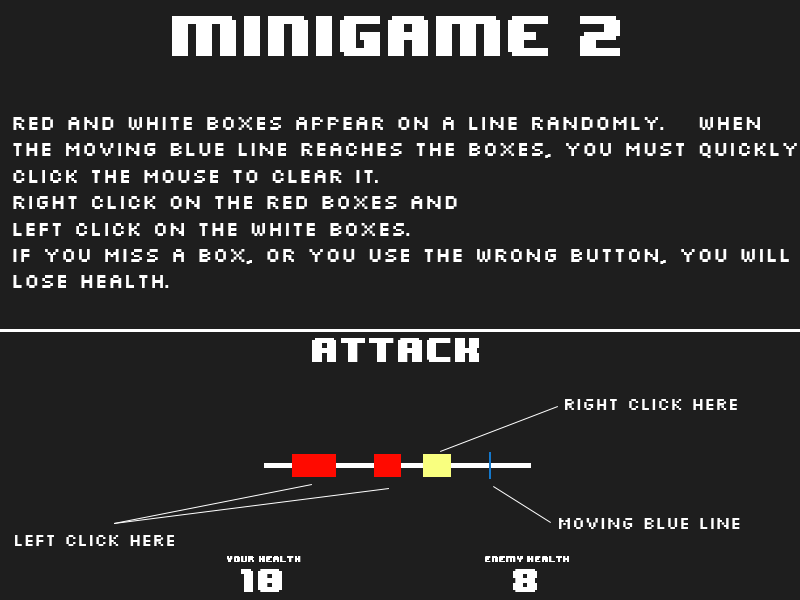 MINIGAME 2
RED AND WHITE BOXES APPEAR ON A LINE RANDOMLY. WHEN
THE MOVING BLUE LINE REACHES THE BOXES, YOU MUST QUICKLY
CLICK THE MOUSE TO CLEAR IT.
RIGHT CLICK ON THE RED BOXES AND
LEFT CLICK ON THE WHITE BOXES.
IF YOU MISS A BOX, OR YOU USE THE WRONG BUTTON, YOU WILL
LOSE HEALTH.
ATTACK
RIGHT CLICK HERE
MOVING BLUE LINE
LEFT CLICK HERE
YOUR HEALTH
18
ENEMY HEALTH
8